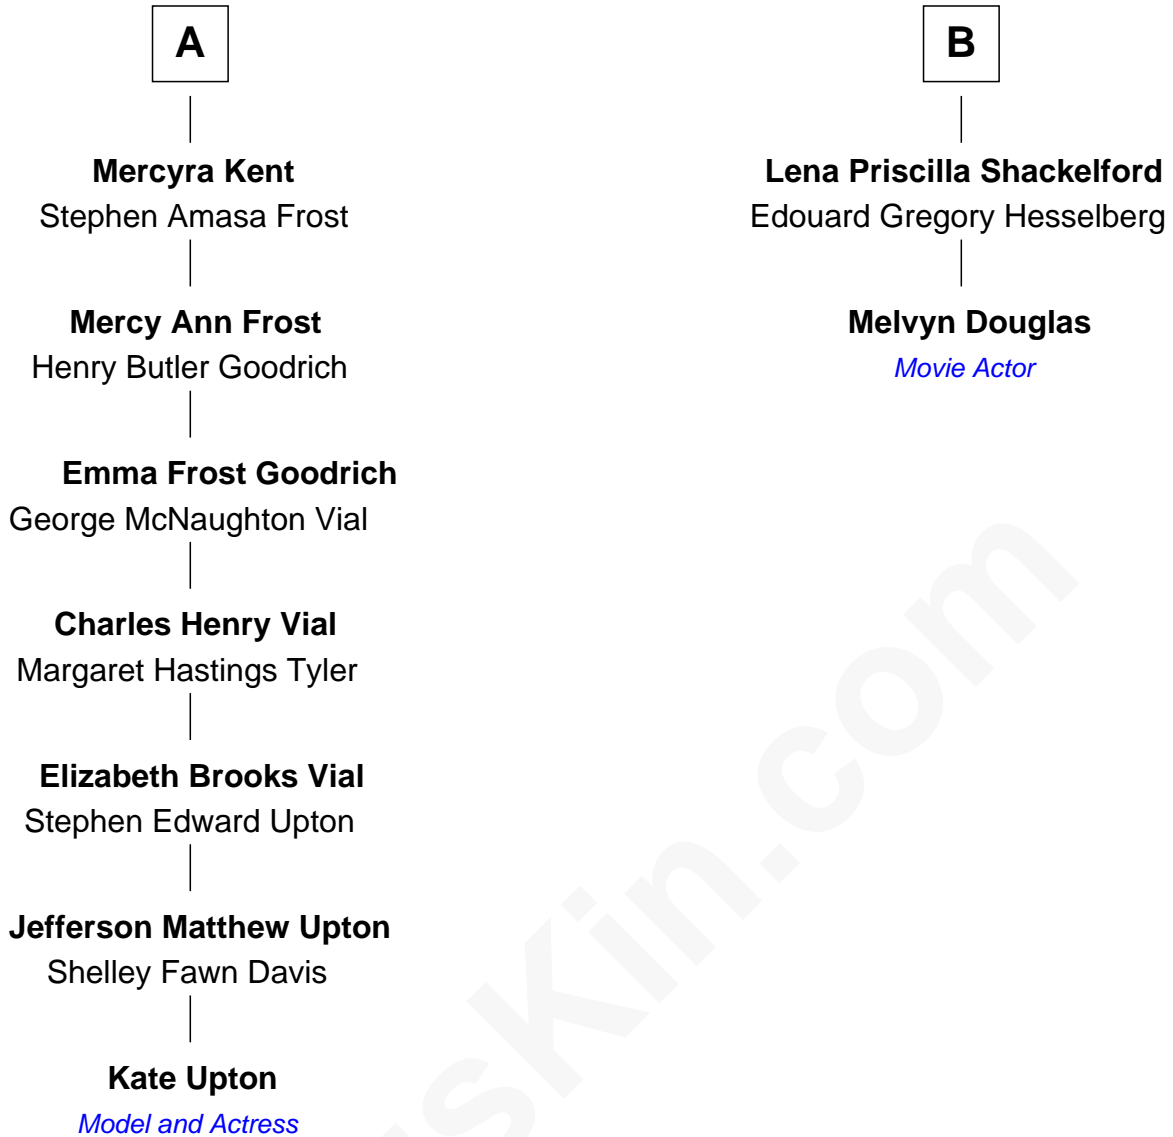 A
Mercyra Kent
Stephen Amasa Frost
Mercy Ann Frost
Henry Butler Goodrich
Emma Frost Goodrich
George McNaughton Vial
Charles Henry Vial
Margaret Hastings Tyler
Elizabeth Brooks Vial
Stephen Edward Upton
Jefferson Matthew Upton
Shelley Fawn Davis
Kate Upton
Model and Actress
B
Lena Priscilla Shackelford
Edouard Gregory Hesselberg
Melvyn Douglas
Movie Actor
sKin.com